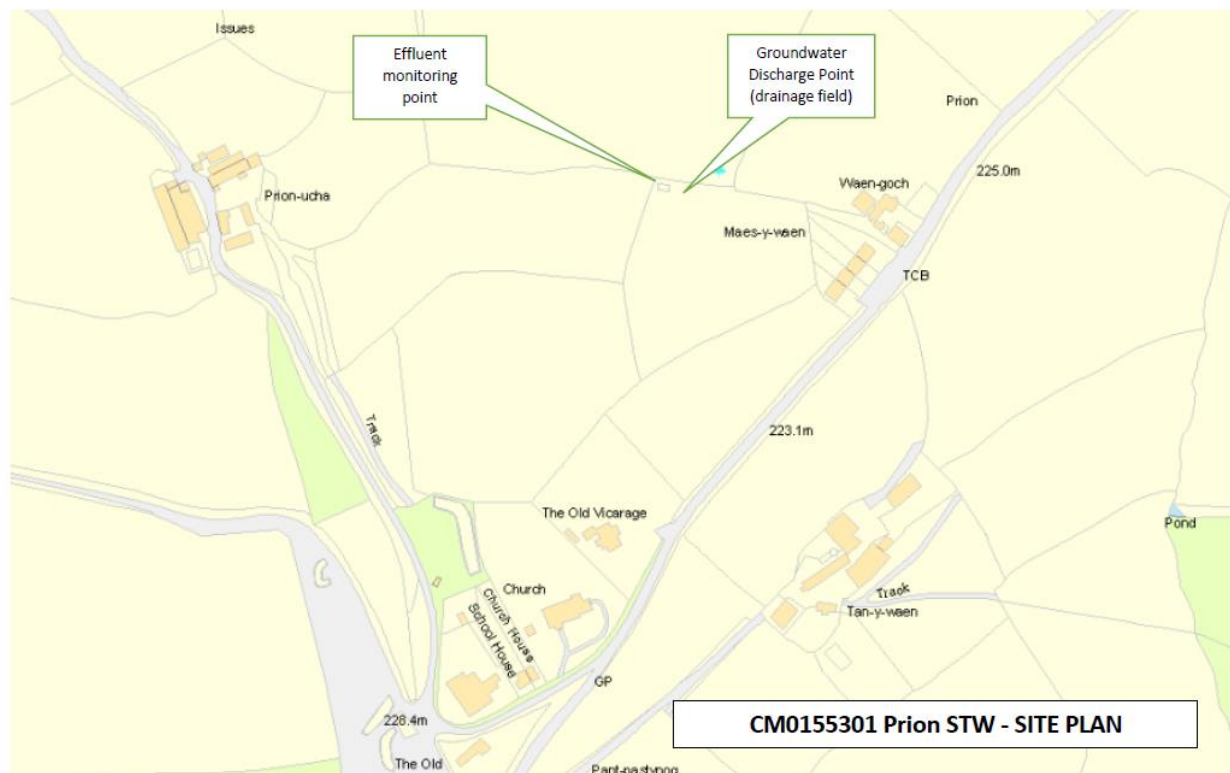 Issues
Effluent
monitoring
point
Groundwater
Discharge Point
(drainage field)
Prion
225.0m
Waen-goch
Prion-ucha
Maes-y-waen
TCB
Track
223.1m
The Old Vicarage
Pond
Church
Church House
School House
Track
Tan-y-waen
GP
228.4m
CM0155301 Prion STW - SITE PLAN
The Old
Pant-pastynog